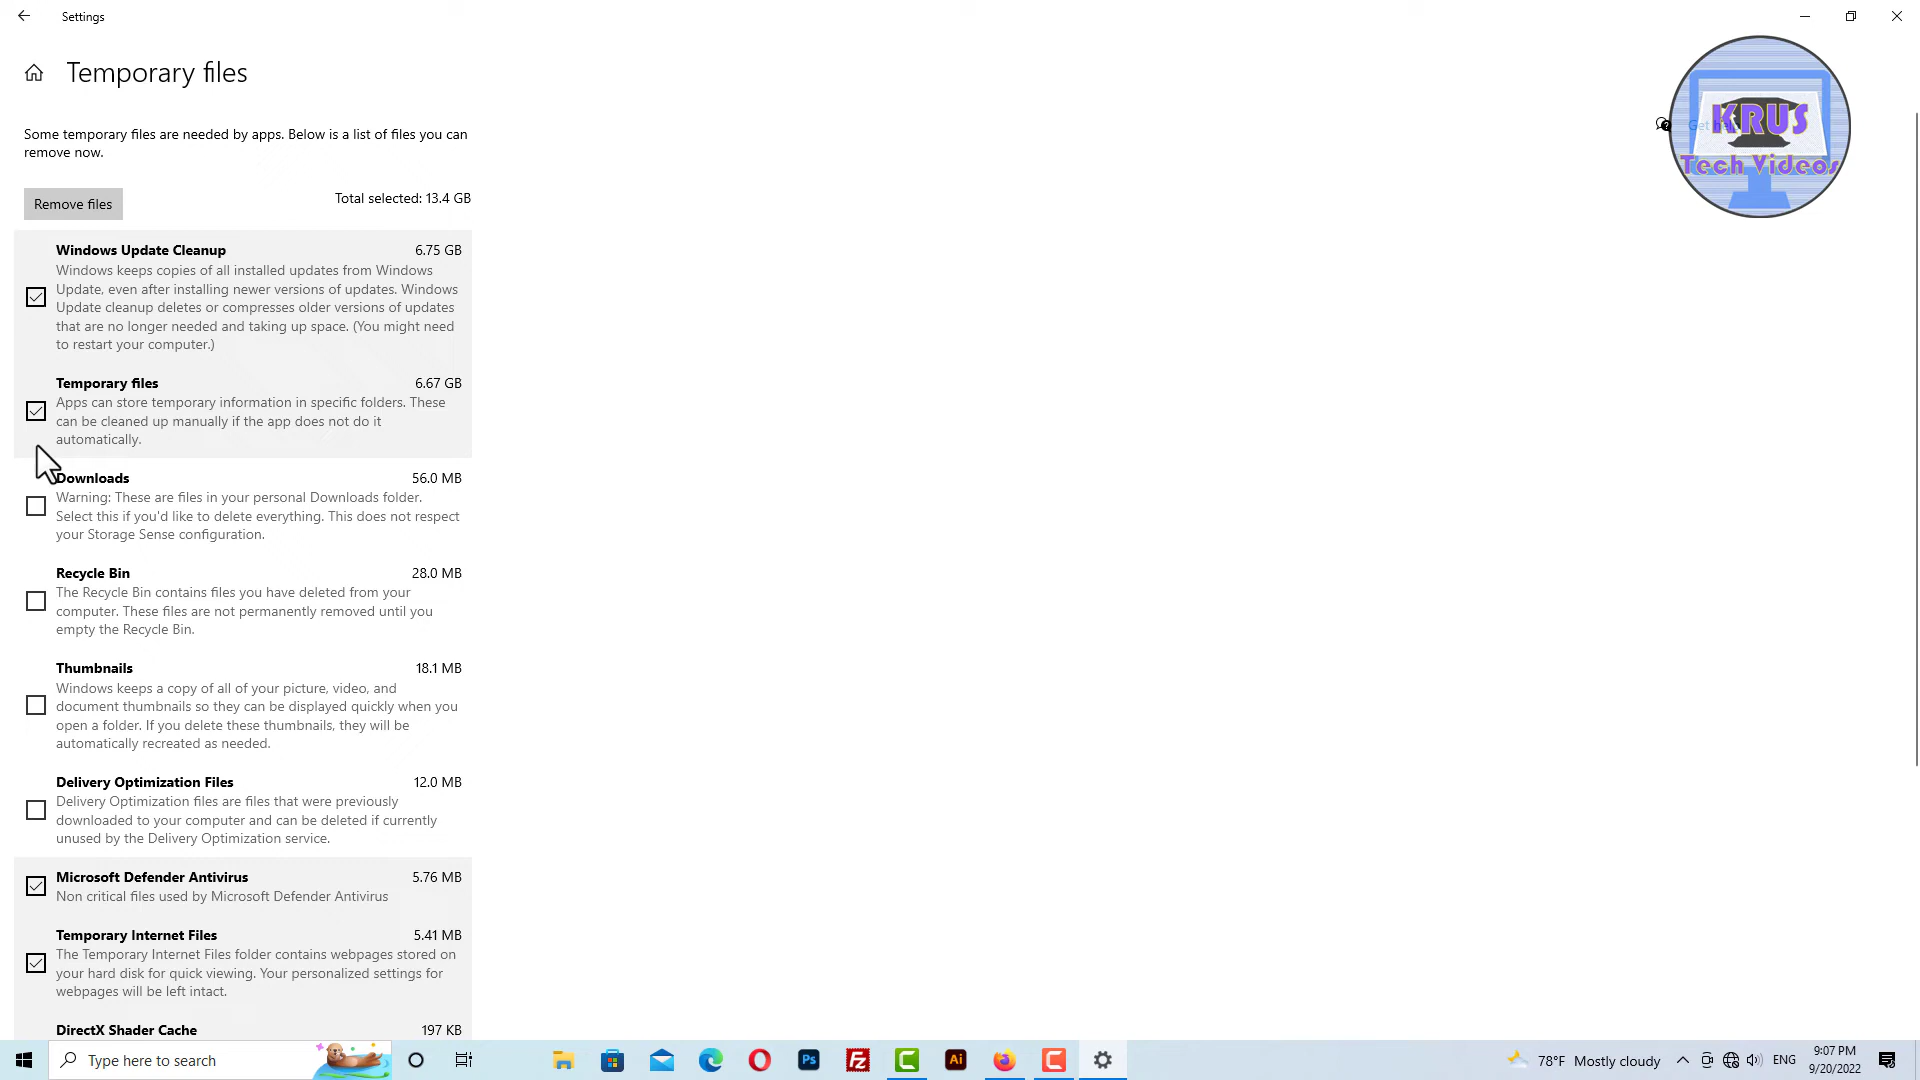 Settings
Temporary files
Some temporary files are needed by apps. Below is a list of files you can
remove now.
Get help
KRUS
Tech Videos
Remove files
Total selected: 13.4 GB
Windows Update Cleanup 6.75 GB
Windows keeps copies of all installed updates from Windows
Update, even after installing newer versions of updates. Windows
Update cleanup deletes or compresses older versions of updates
that are no longer needed and taking up space. (You might need
to restart your computer.)
Temporary files 6.67 GB
Apps can store temporary information in specific folders. These
can be cleaned up manually if the app does not do it
automatically.
Downloads 56.0 MB
Warning: These are files in your personal Downloads folder.
Select this if you'd like to delete everything. This does not respect
your Storage Sense configuration.
Recycle Bin 28.0 MB
The Recycle Bin contains files you have deleted from your
computer. These files are not permanently removed until you
empty the Recycle Bin.
Thumbnails 18.1 MB
Windows keeps a copy of all of your picture, video, and
document thumbnails so they can be displayed quickly when you
open a folder. If you delete these thumbnails, they will be
automatically recreated as needed.
Delivery Optimization Files 12.0 MB
Delivery Optimization files are files that were previously
downloaded to your computer and can be deleted if currently
unused by the Delivery Optimization service.
Microsoft Defender Antivirus 5.76 MB
Non critical files used by Microsoft Defender Antivirus
Temporary Internet Files 5.41 MB
The Temporary Internet Files folder contains webpages stored on
your hard disk for quick viewing. Your personalized settings for
webpages will be left intact.
DirectX Shader Cache 197 KB
Type here to search
Ps
Fz
Ai
78°F Mostly cloudy
ENG
9:07 PM
9/20/2022